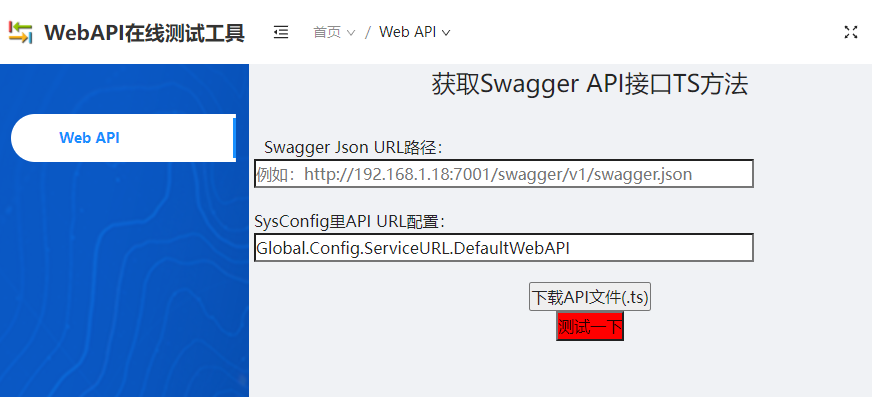 WebAPI在线测试工具
首页 / Web API
Web API
获取Swagger API接口TS方法
Swagger Json URL路径：
例如：http://192.168.1.18:7001/swagger/v1/swagger.json
SysConfig里API URL配置：
Global.Config.ServiceURL.DefaultWebAPI
下载API文件(.ts)
测试一下